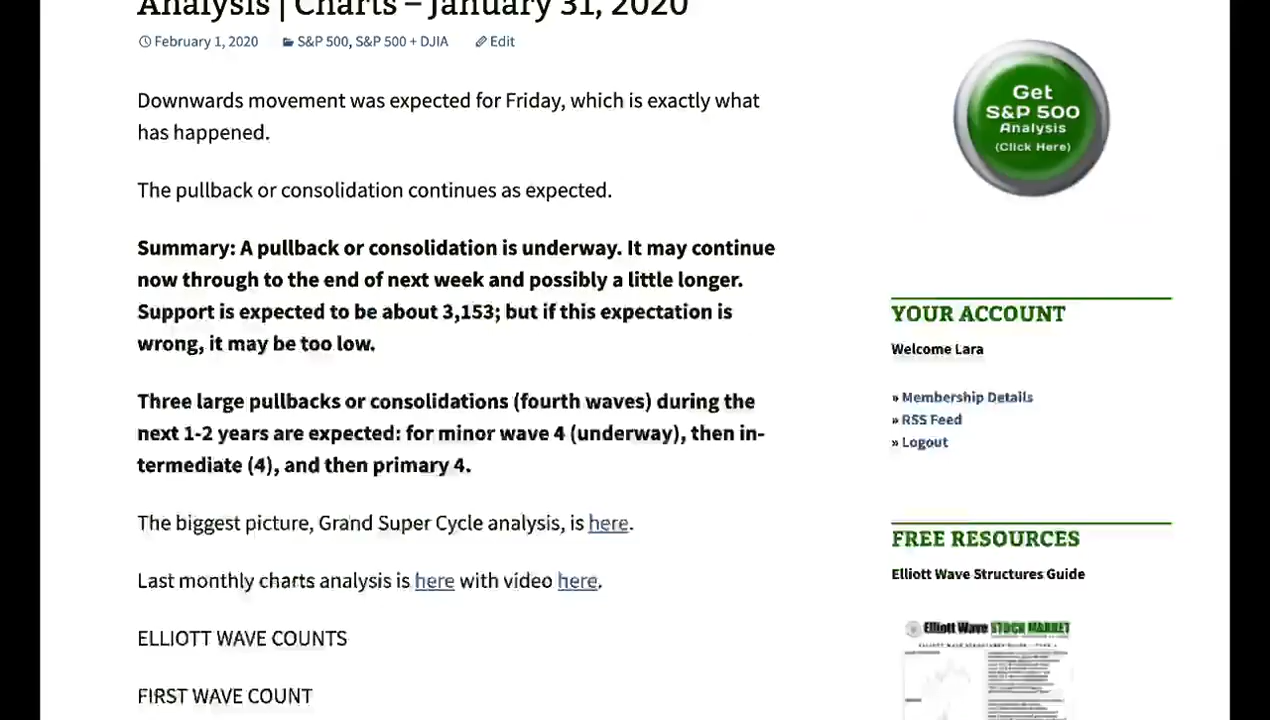 Analysis | Charts – January 31, 2020
February 1, 2020 S&P 500, S&P 500 + DJIA Edit
Downwards movement was expected for Friday, which is exactly what
has happened.
The pullback or consolidation continues as expected.
Summary: A pullback or consolidation is underway. It may continue
now through to the end of next week and possibly a little longer.
Support is expected to be about 3,153; but if this expectation is
wrong, it may be too low.
Three large pullbacks or consolidations (fourth waves) during the
next 1-2 years are expected: for minor wave 4 (underway), then in-
termediate (4), and then primary 4.
The biggest picture, Grand Super Cycle analysis, is here.
Last monthly charts analysis is here with video here.
ELLIOTT WAVE COUNTS
FIRST WAVE COUNT
Get
S&P 500
Analysis
(Click Here)
YOUR ACCOUNT
Welcome Lara
» Membership Details
» RSS Feed
» Logout
FREE RESOURCES
Elliott Wave Structures Guide
Elliott Wave STOCK MARKET